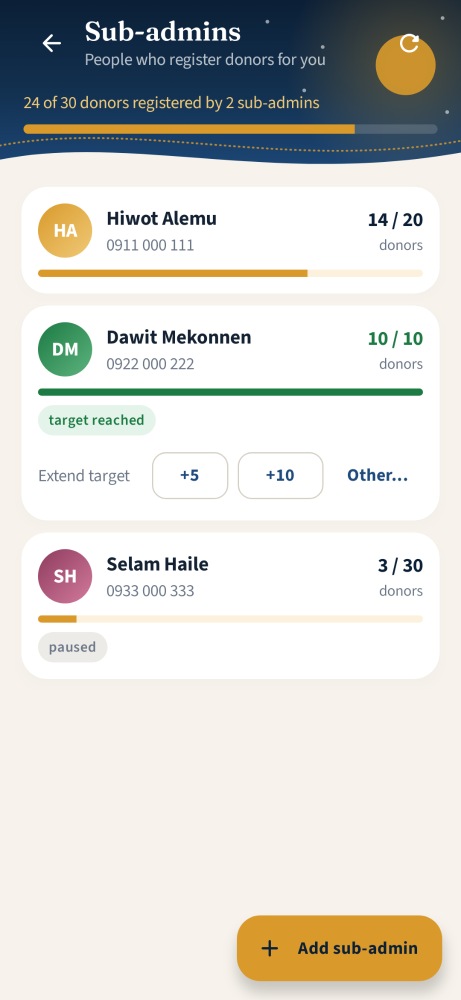 Sub-admins
People who register donors for you
24 of 30 donors registered by 2 sub-admins
HA
Hiwot Alemu
14 / 20
0911 000 111
donors
DM
Dawit Mekonnen
10 / 10
0922 000 222
donors
target reached
Extend target
+5
+10
Other...
SH
Selam Haile
3 / 30
0933 000 333
donors
paused
+ Add sub-admin